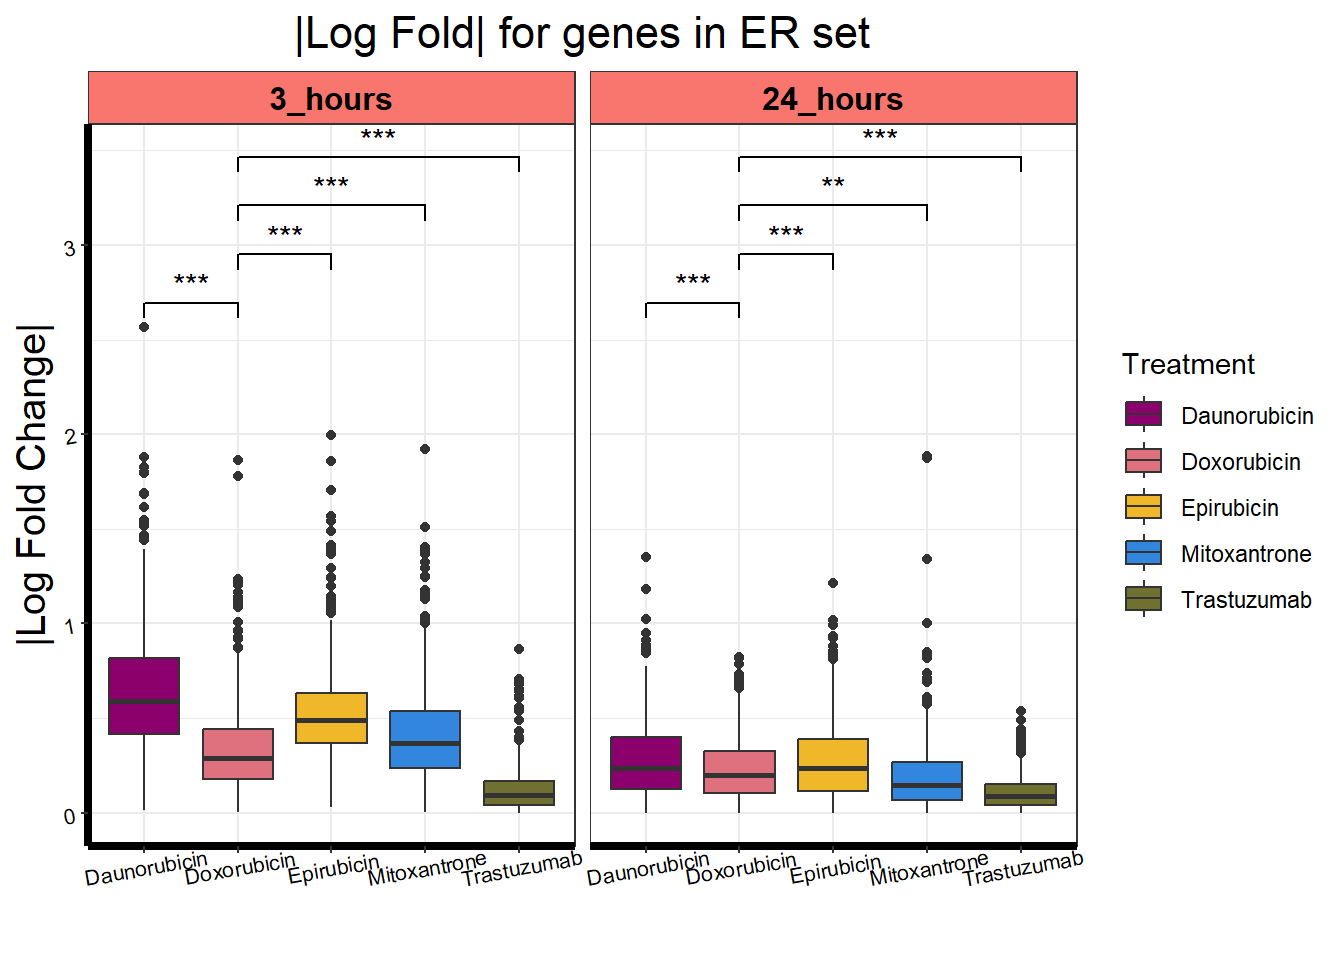 |Log Fold| for genes in ER set
3_hours
24_hours
***
***
***
***
***
**
***
***
|Log Fold Change|
3
2
1
0
Daunorubicin
Doxorubicin
Epirubicin
Mitoxantrone
Trastuzumab
Daunorubicin
Doxorubicin
Epirubicin
Mitoxantrone
Trastuzumab
Treatment
Daunorubicin
Doxorubicin
Epirubicin
Mitoxantrone
Trastuzumab